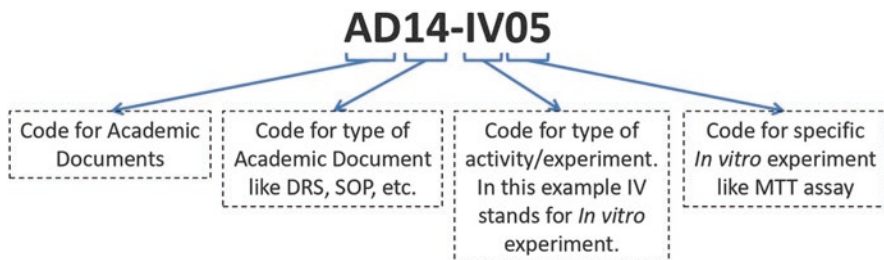 AD14-IV05
Code for Academic
Documents
Code for type of
Academic Document
like DRS, SOP, etc.
Code for type of
activity/experiment.
In this example IV
stands for In vitro
experiment.
Code for specific
In vitro experiment
like MTT assay